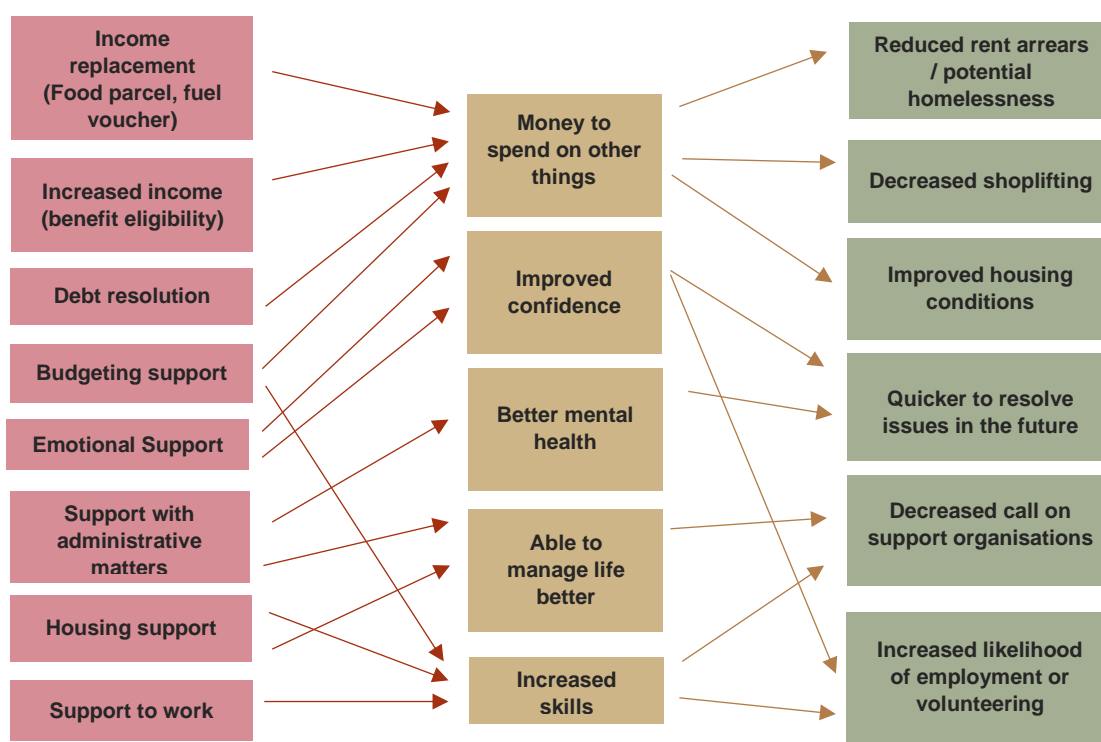 Income
replacement
(Food parcel, fuel
voucher)
Increased income
(benefit eligibility)
Debt resolution
Budgeting support
Emotional Support
Support with
administrative
matters
Housing support
Support to work
Money to
spend on other
things
Improved
confidence
Better mental
health
Able to
manage life
better
Increased
skills
Reduced rent arrears
/ potential
homelessness
Decreased shoplifting
Improved housing
conditions
Quicker to resolve
issues in the future
Decreased call on
support organisations
Increased likelihood
of employment or
volunteering